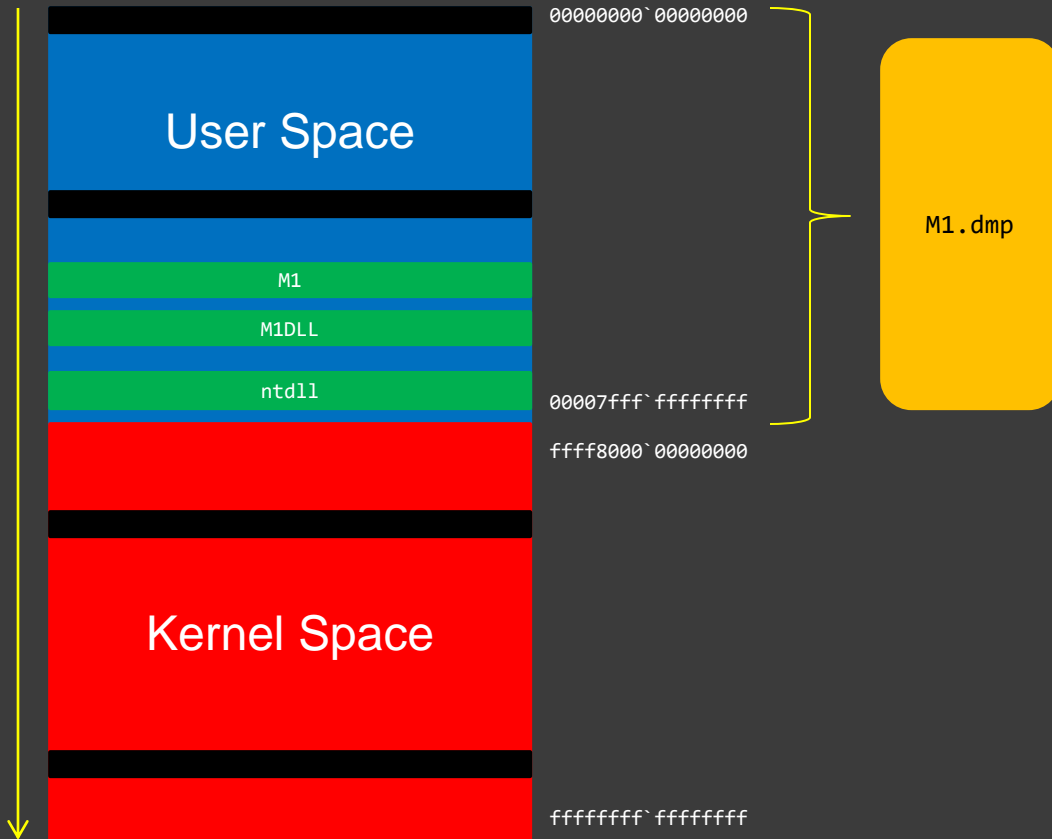 00000000`00000000
User Space
M1.dmp
M1
M1DLL
ntdll
00007fff`ffffffff
ffff8000`00000000
Kernel Space
ffffffff`ffffffff